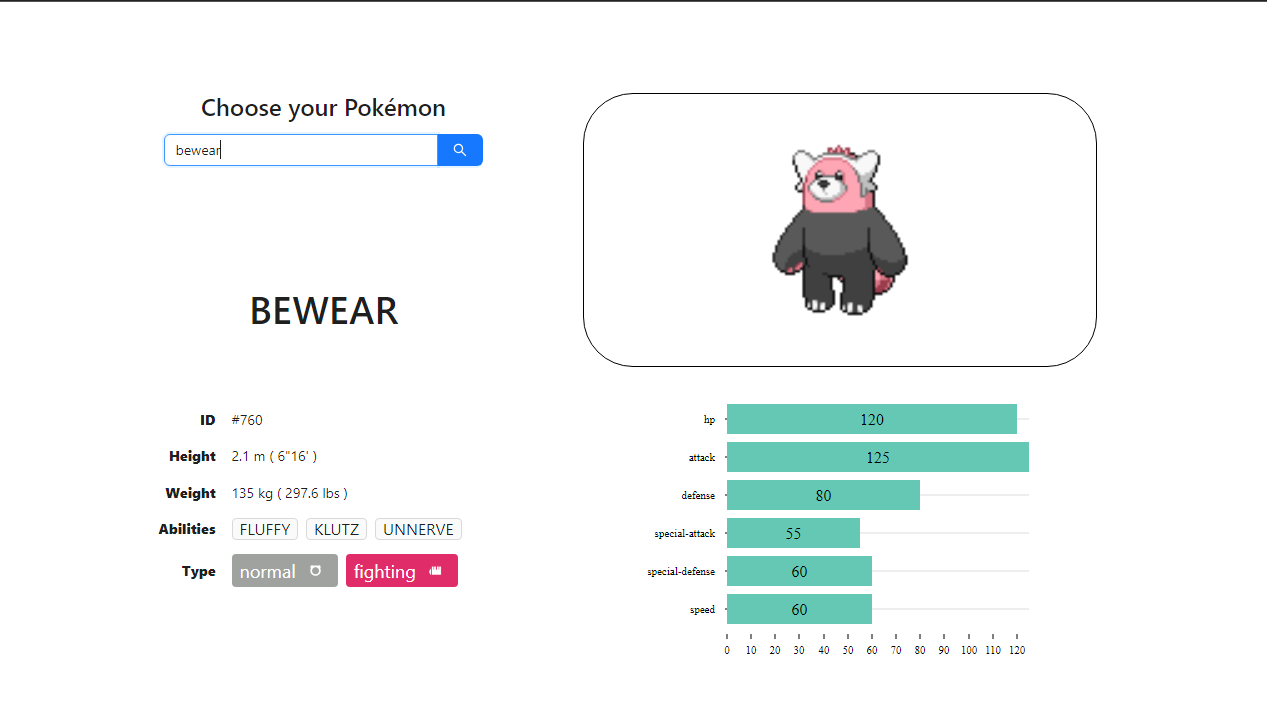 Choose your Pokémon
bewear
BEWEAR
ID #760
Height 2.1 m ( 6"16' )
Weight 135 kg ( 297.6 lbs )
Abilities FLUFFY KLUTZ UNNERVE
Type normal fighting
hp 120
attack 125
defense 80
special-attack 55
special-defense 60
speed 60
0 10 20 30 40 50 60 70 80 90 100 110 120